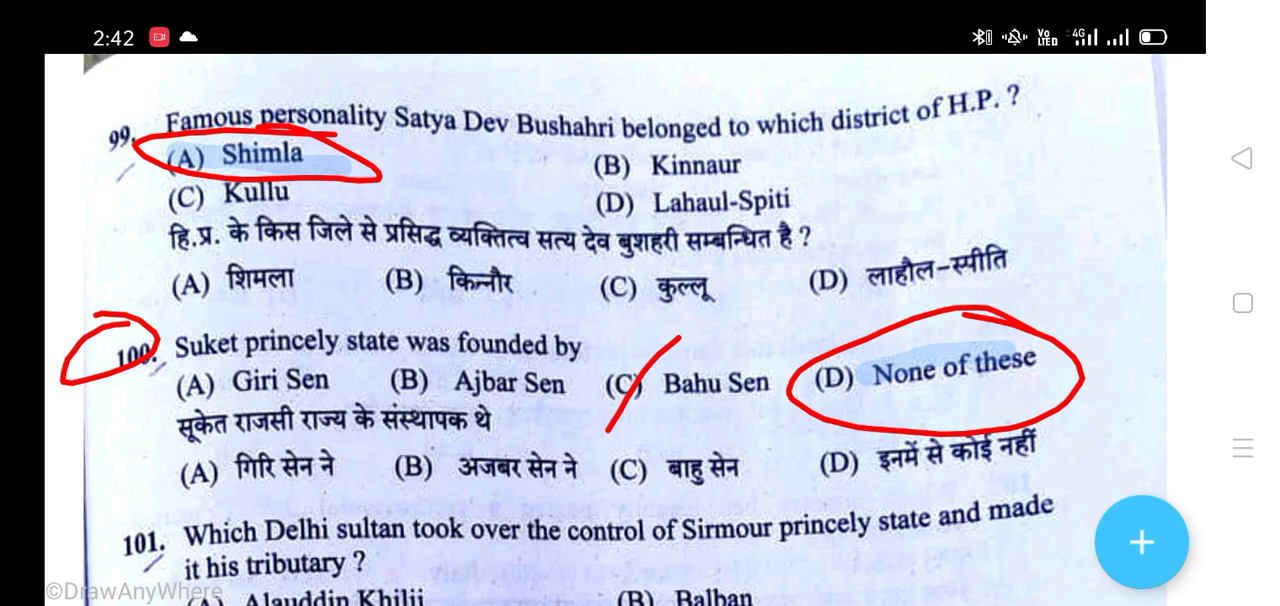 2:42
Vo LTED 4G
99. Famous personality Satya Dev Bushahri belonged to which district of H.P. ?
(A) Shimla (B) Kinnaur
(C) Kullu (D) Lahaul-Spiti
हि.प्र. के किस जिले से प्रसिद्ध व्यक्तित्व सत्य देव बुशहरी सम्बन्धित है ?
(A) शिमला (B) किन्नौर (C) कुल्लू (D) लाहौल-स्पीति
100. Suket princely state was founded by
(A) Giri Sen (B) Ajbar Sen (C) Bahu Sen (D) None of these
सूकेत राजसी राज्य के संस्थापक थे
(A) गिरि सेन ने (B) अजबर सेन ने (C) बाहु सेन (D) इनमें से कोई नहीं
101. Which Delhi sultan took over the control of Sirmour princely state and made
it his tributary ?
(A) Alauddin Khilji (B) Balban
©DrawAnyWhere